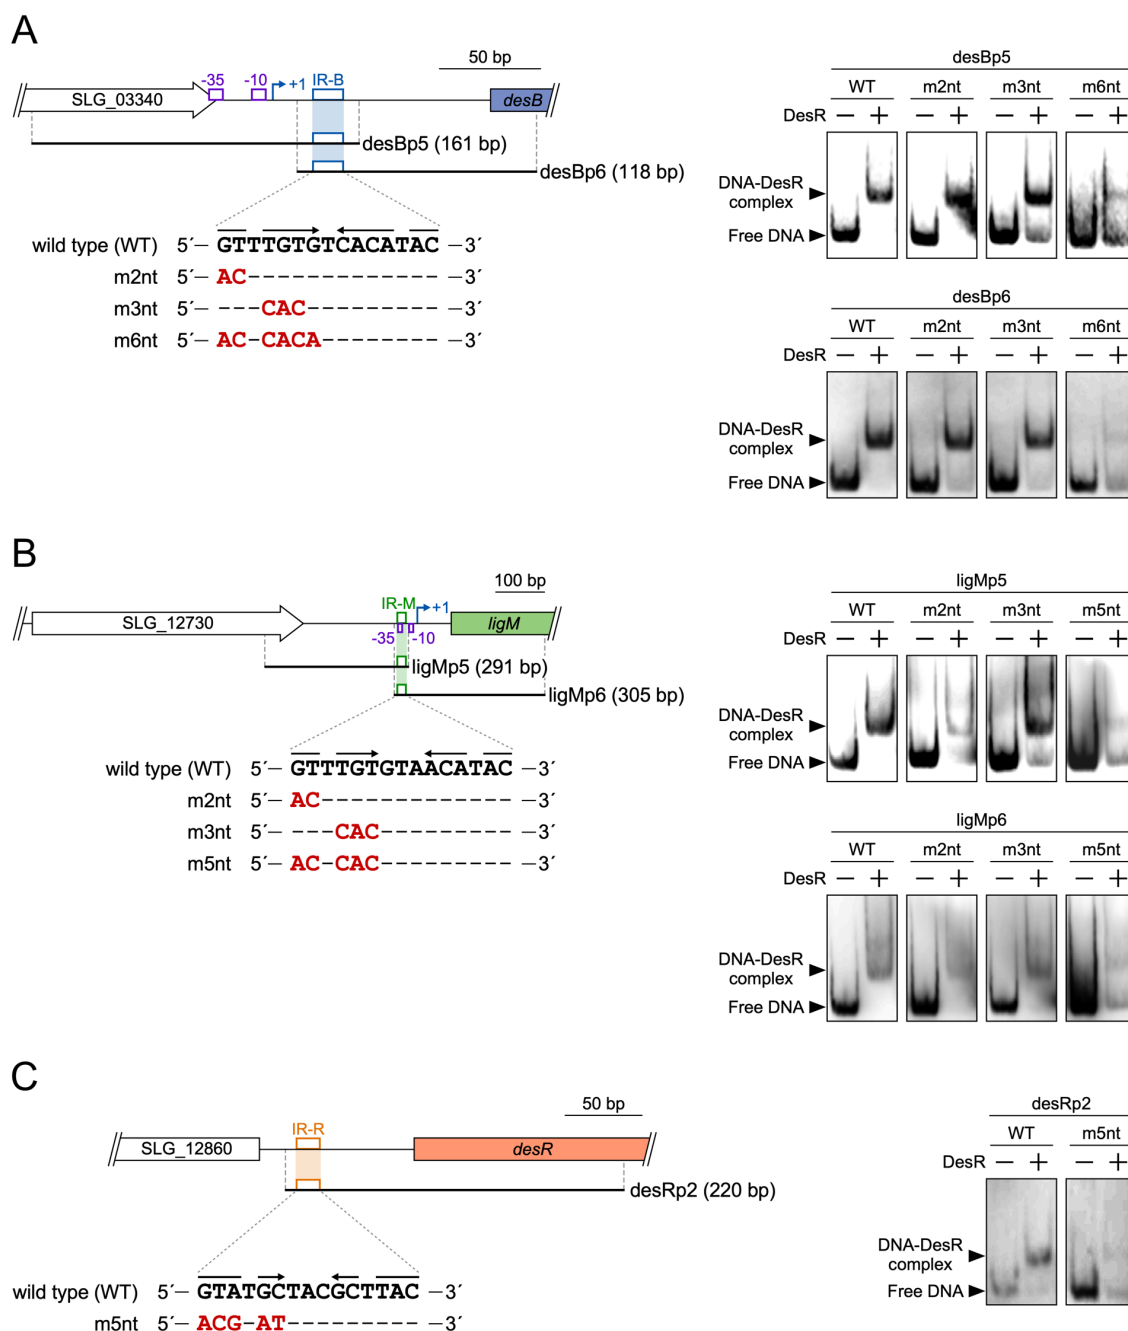 A
50 bp
-35 -10 +1 IR-B
SLG_03340 desB
desBp5 (161 bp)
desBp6 (118 bp)
wild type (WT) 5´– GTTTGTGTCACATAC –3´
m2nt 5´– AC------------- –3´
m3nt 5´– ---CAC--------- –3´
m6nt 5´– AC-CACA-------- –3´
desBp5
WT m2nt m3nt m6nt
DesR – + – + – + – +
DNA-DesR
complex
Free DNA
desBp6
WT m2nt m3nt m6nt
DesR – + – + – + – +
DNA-DesR
complex
Free DNA
B
100 bp
IR-M +1
SLG_12730 ligM
-35 -10
ligMp5 (291 bp)
ligMp6 (305 bp)
wild type (WT) 5´– GTTTGTGTAACATAC –3´
m2nt 5´– AC------------- –3´
m3nt 5´– ---CAC--------- –3´
m5nt 5´– AC-CAC--------- –3´
ligMp5
WT m2nt m3nt m5nt
DesR – + – + – + – +
DNA-DesR
complex
Free DNA
ligMp6
WT m2nt m3nt m5nt
DesR – + – + – + – +
DNA-DesR
complex
Free DNA
C
50 bp
IR-R
SLG_12860 desR
desRp2 (220 bp)
wild type (WT) 5´– GTATGCTACGCTTAC –3´
m5nt 5´– ACG-AT--------- –3´
desRp2
WT m5nt
DesR – + – +
DNA-DesR
complex
Free DNA